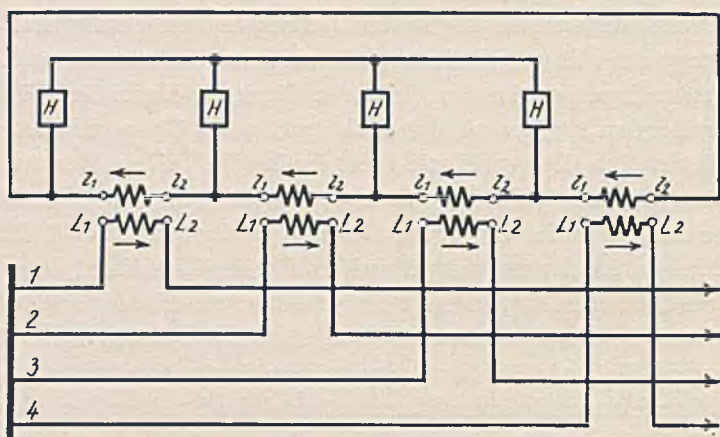 H H H H
l₁ l₂ l₁ l₂ l₁ l₂ l₁ l₂
L₁ L₂ L₁ L₂ L₁ L₂ L₁ L₂
1
2
3
4